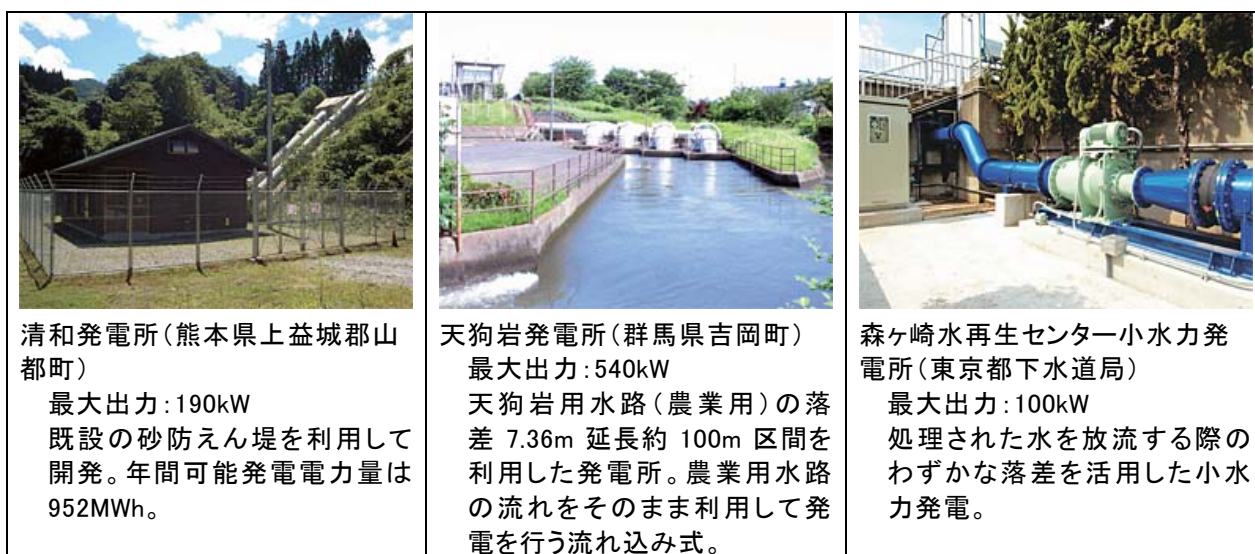 清和発電所（熊本県上益城郡山
都町）
最大出力：190kW
既設の砂防えん堤を利用して
開発。年間可能発電電力量は
952MWh。
天狗岩発電所（群馬県吉岡町）
最大出力：540kW
天狗岩用水路（農業用）の落
差 7.36m 延長約 100m 区間を
利用した発電所。農業用水路
の流れをそのまま利用して発
電を行う流れ込み式。
森ヶ崎水再生センター小水力発
電所（東京都下水道局）
最大出力：100kW
処理された水を放流する際の
わずかな落差を活用した小水
力発電。